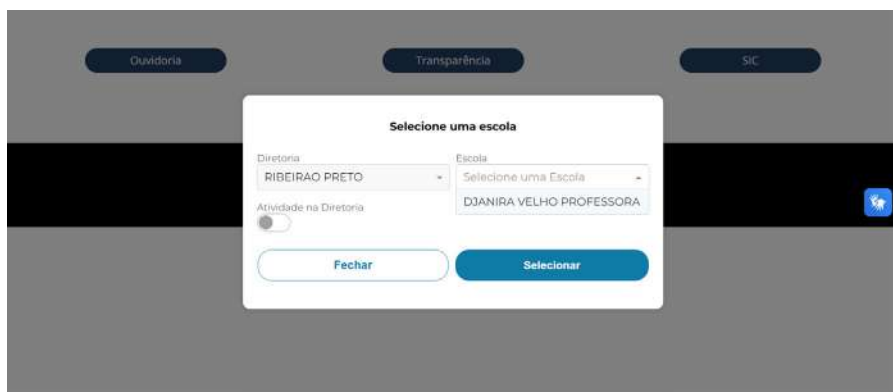 Ouvidoria
Transparência
SIC
Selecione uma escola
Diretoria
Escola
RIBEIRAO PRETO
Selecione uma Escola
DJANIRA VELHO PROFESSORA
Atividade na Diretoria
Fechar
Selecionar